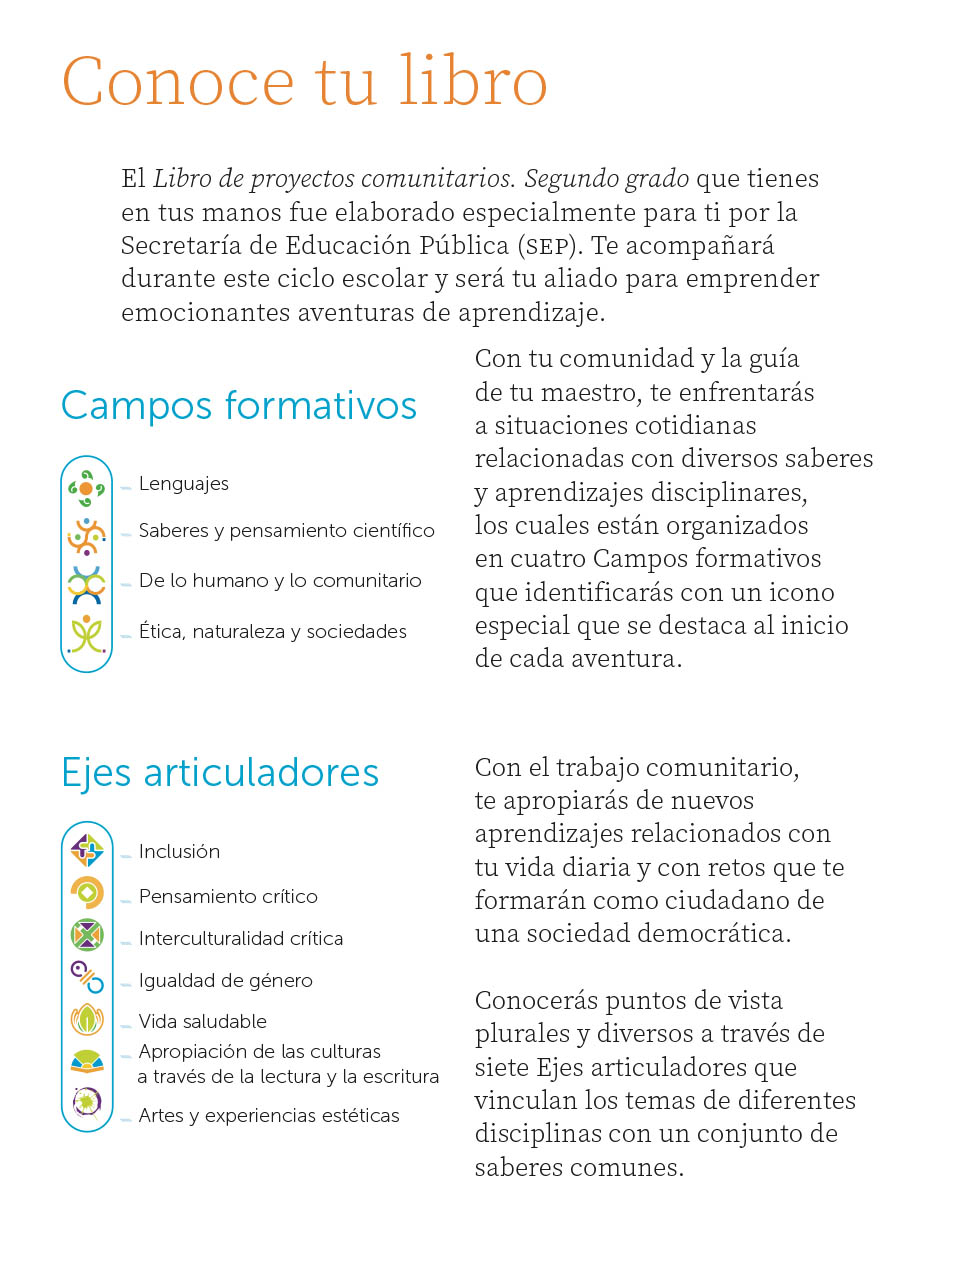 Conoce tu libro
El Libro de proyectos comunitarios. Segundo grado que tienes
en tus manos fue elaborado especialmente para ti por la
Secretaría de Educación Pública (SEP). Te acompañará
durante este ciclo escolar y será tu aliado para emprender
emocionantes aventuras de aprendizaje.
Campos formativos
Lenguajes
Saberes y pensamiento científico
De lo humano y lo comunitario
Ética, naturaleza y sociedades
Con tu comunidad y la guía
de tu maestro, te enfrentarás
a situaciones cotidianas
relacionadas con diversos saberes
y aprendizajes disciplinares,
los cuales están organizados
en cuatro Campos formativos
que identificarás con un icono
especial que se destaca al inicio
de cada aventura.
Ejes articuladores
Inclusión
Pensamiento crítico
Interculturalidad crítica
Igualdad de género
Vida saludable
Apropiación de las culturas
a través de la lectura y la escritura
Artes y experiencias estéticas
Con el trabajo comunitario,
te apropiarás de nuevos
aprendizajes relacionados con
tu vida diaria y con retos que te
formarán como ciudadano de
una sociedad democrática.
Conocerás puntos de vista
plurales y diversos a través de
siete Ejes articuladores que
vinculan los temas de diferentes
disciplinas con un conjunto de
saberes comunes.